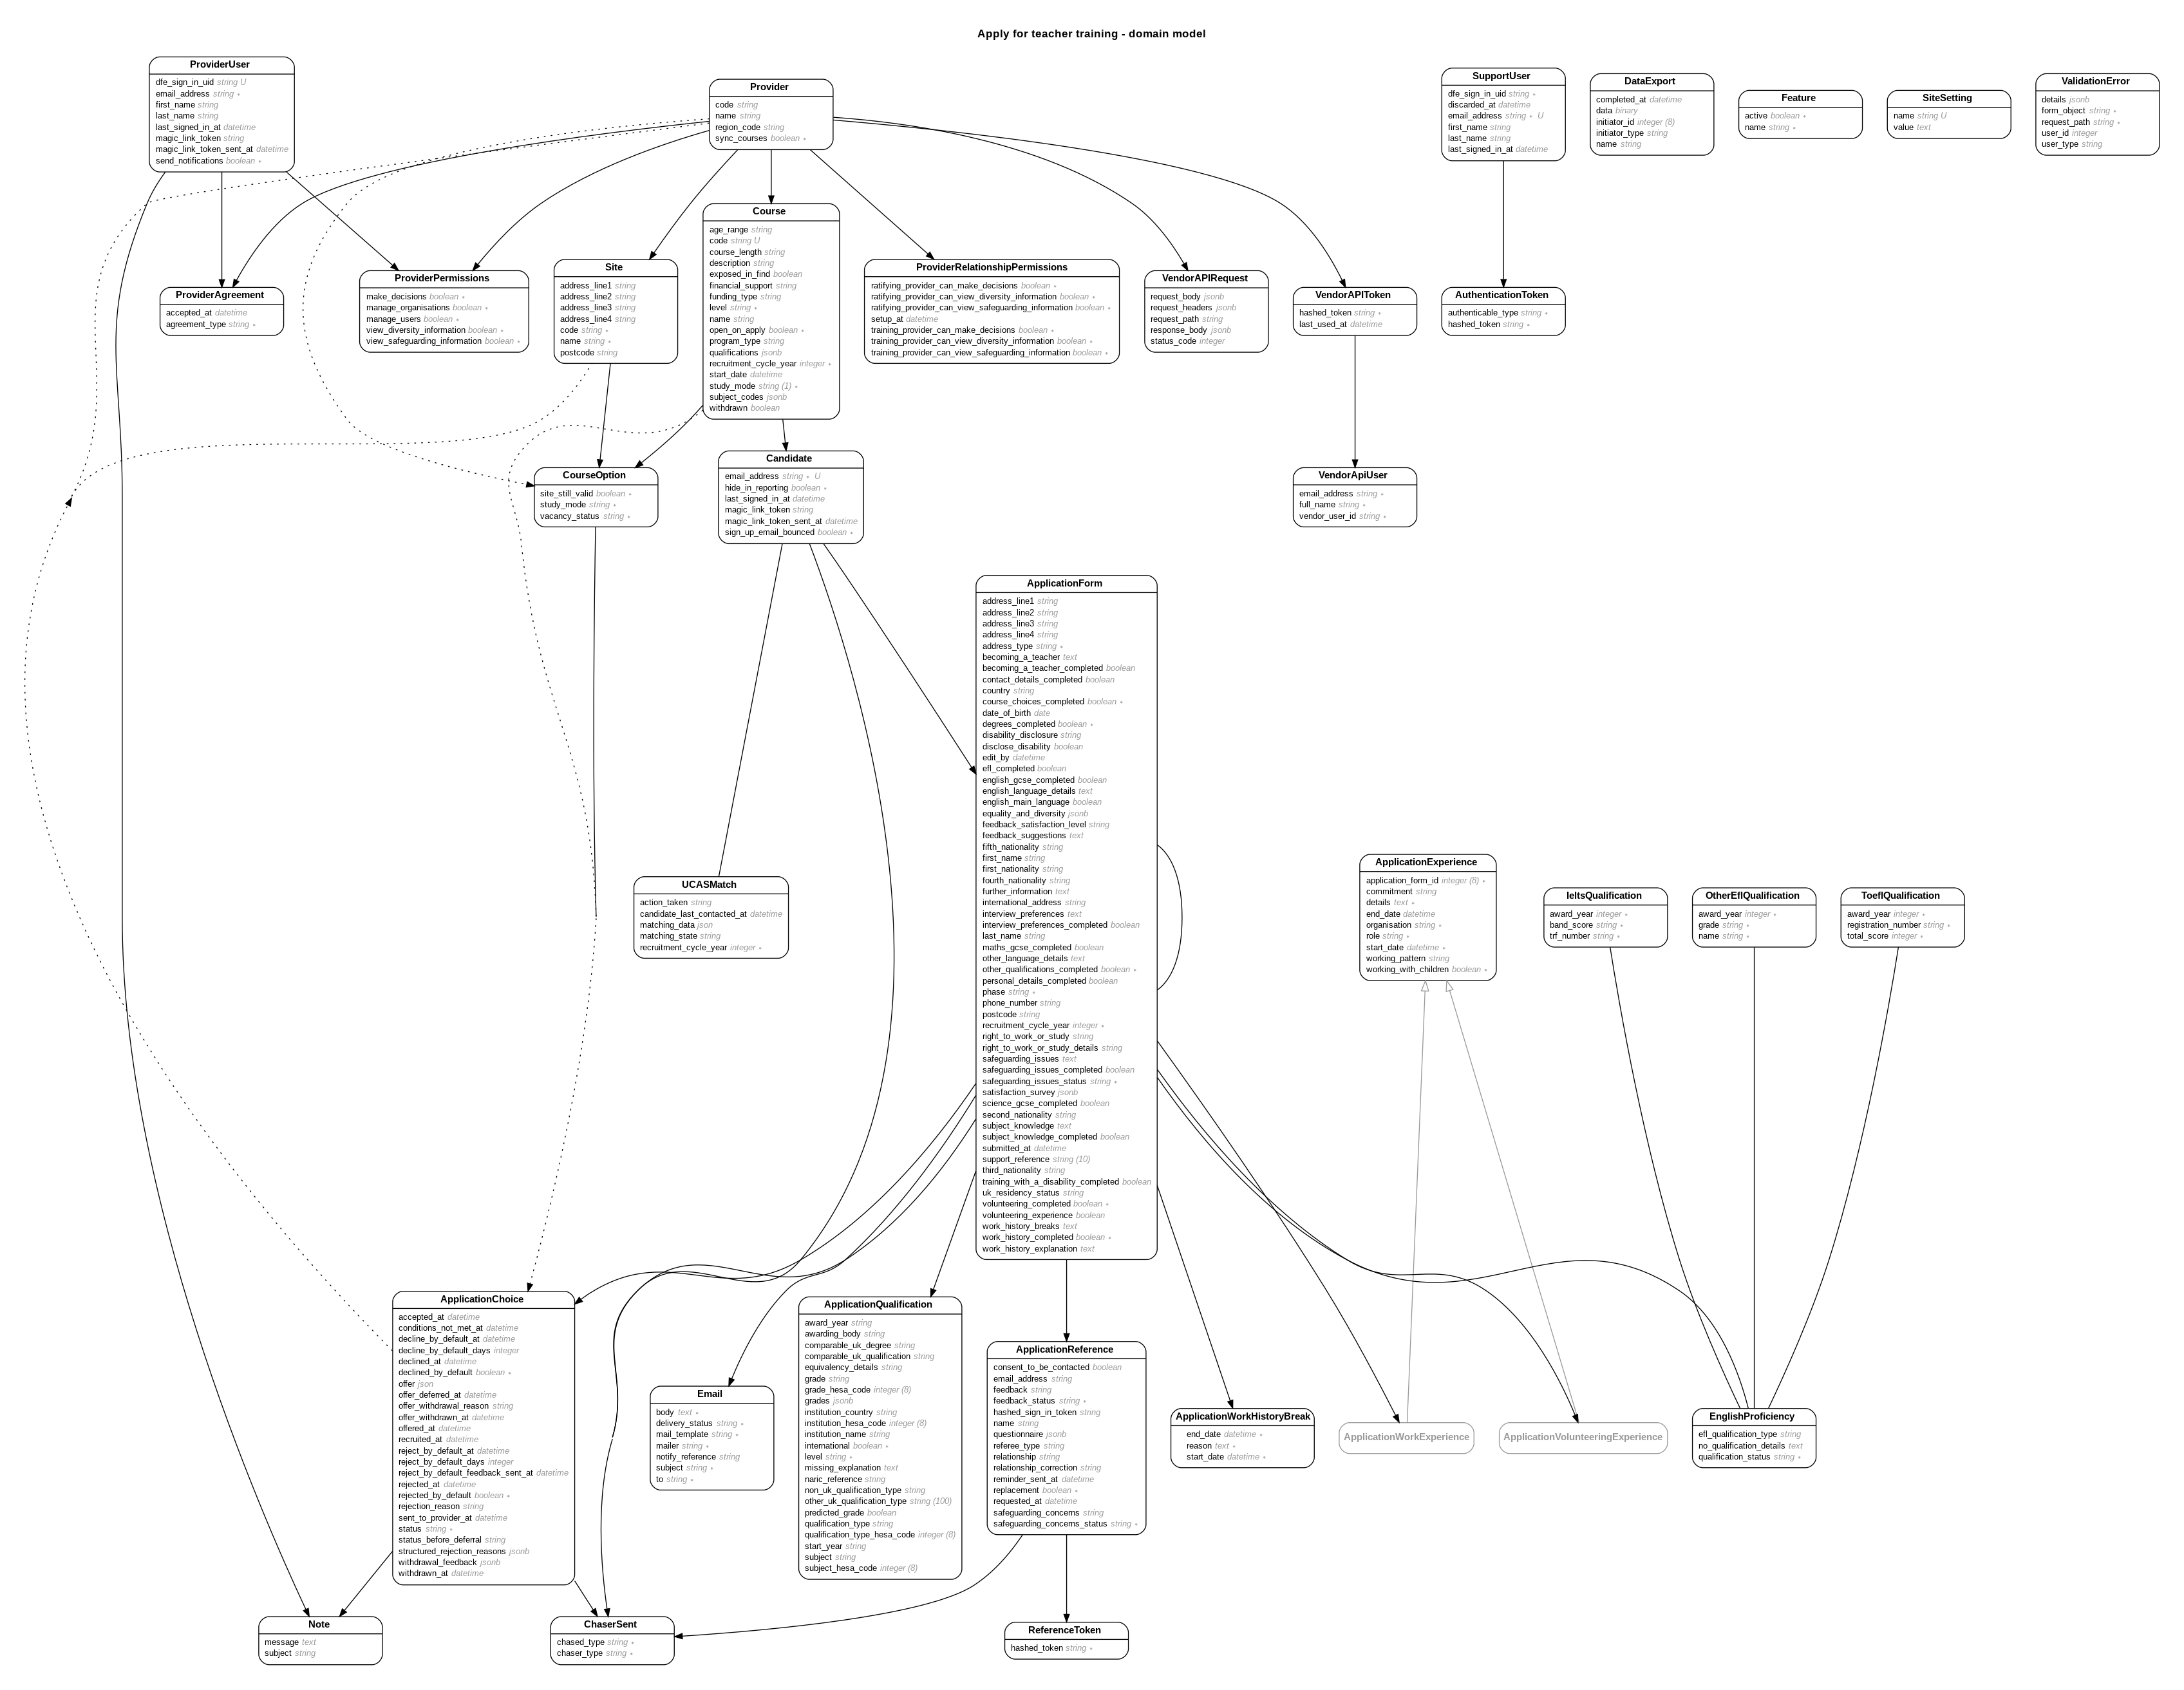 Apply for teacher training - domain model
ProviderUser
dfe_sign_in_uid string U
email_address string ∗
first_name string
last_name string
last_signed_in_at datetime
magic_link_token string
magic_link_token_sent_at datetime
send_notifications boolean ∗
Provider
code string
name string
region_code string
sync_courses boolean ∗
SupportUser
dfe_sign_in_uid string ∗
discarded_at datetime
email_address string ∗ U
first_name string
last_name string
last_signed_in_at datetime
DataExport
completed_at datetime
data binary
initiator_id integer (8)
initiator_type string
name string
Feature
active boolean ∗
name string ∗
SiteSetting
name string U
value text
ValidationError
details jsonb
form_object string ∗
request_path string ∗
user_id integer
user_type string
ProviderAgreement
accepted_at datetime
agreement_type string ∗
ProviderPermissions
make_decisions boolean ∗
manage_organisations boolean ∗
manage_users boolean ∗
view_diversity_information boolean ∗
view_safeguarding_information boolean ∗
Site
address_line1 string
address_line2 string
address_line3 string
address_line4 string
code string ∗
name string ∗
postcode string
Course
age_range string
code string U
course_length string
description string
exposed_in_find boolean
financial_support string
funding_type string
level string ∗
name string
open_on_apply boolean ∗
program_type string
qualifications jsonb
recruitment_cycle_year integer ∗
start_date datetime
study_mode string (1) ∗
subject_codes jsonb
withdrawn boolean
ProviderRelationshipPermissions
ratifying_provider_can_make_decisions boolean ∗
ratifying_provider_can_view_diversity_information boolean ∗
ratifying_provider_can_view_safeguarding_information boolean ∗
setup_at datetime
training_provider_can_make_decisions boolean ∗
training_provider_can_view_diversity_information boolean ∗
training_provider_can_view_safeguarding_information boolean ∗
VendorAPIRequest
request_body jsonb
request_headers jsonb
request_path string
response_body jsonb
status_code integer
VendorAPIToken
hashed_token string ∗
last_used_at datetime
AuthenticationToken
authenticable_type string ∗
hashed_token string ∗
CourseOption
site_still_valid boolean ∗
study_mode string ∗
vacancy_status string ∗
Candidate
email_address string ∗ U
hide_in_reporting boolean ∗
last_signed_in_at datetime
magic_link_token string
magic_link_token_sent_at datetime
sign_up_email_bounced boolean ∗
VendorApiUser
email_address string ∗
full_name string ∗
vendor_user_id string ∗
ApplicationForm
address_line1 string
address_line2 string
address_line3 string
address_line4 string
address_type string ∗
becoming_a_teacher text
becoming_a_teacher_completed boolean
contact_details_completed boolean
country string
course_choices_completed boolean ∗
date_of_birth date
degrees_completed boolean ∗
disability_disclosure string
disclose_disability boolean
edit_by datetime
efl_completed boolean
english_gcse_completed boolean
english_language_details text
english_main_language boolean
equality_and_diversity jsonb
feedback_satisfaction_level string
feedback_suggestions text
fifth_nationality string
first_name string
first_nationality string
fourth_nationality string
further_information text
international_address string
interview_preferences text
interview_preferences_completed boolean
last_name string
maths_gcse_completed boolean
other_language_details text
other_qualifications_completed boolean ∗
personal_details_completed boolean
phase string ∗
phone_number string
postcode string
recruitment_cycle_year integer ∗
right_to_work_or_study string
right_to_work_or_study_details string
safeguarding_issues text
safeguarding_issues_completed boolean
safeguarding_issues_status string ∗
satisfaction_survey jsonb
science_gcse_completed boolean
second_nationality string
subject_knowledge text
subject_knowledge_completed boolean
submitted_at datetime
support_reference string (10)
third_nationality string
training_with_a_disability_completed boolean
uk_residency_status string
volunteering_completed boolean ∗
volunteering_experience boolean
work_history_breaks text
work_history_completed boolean ∗
work_history_explanation text
UCASMatch
action_taken string
candidate_last_contacted_at datetime
matching_data json
matching_state string
recruitment_cycle_year integer ∗
ApplicationExperience
application_form_id integer (8) ∗
commitment string
details text ∗
end_date datetime
organisation string ∗
role string ∗
start_date datetime ∗
working_pattern string
working_with_children boolean ∗
IeltsQualification
award_year integer ∗
band_score string ∗
trf_number string ∗
OtherEflQualification
award_year integer ∗
grade string ∗
name string ∗
ToeflQualification
award_year integer ∗
registration_number string ∗
total_score integer ∗
ApplicationChoice
accepted_at datetime
conditions_not_met_at datetime
decline_by_default_at datetime
decline_by_default_days integer
declined_at datetime
declined_by_default boolean ∗
offer json
offer_deferred_at datetime
offer_withdrawal_reason string
offer_withdrawn_at datetime
offered_at datetime
recruited_at datetime
reject_by_default_at datetime
reject_by_default_days integer
reject_by_default_feedback_sent_at datetime
rejected_at datetime
rejected_by_default boolean ∗
rejection_reason string
sent_to_provider_at datetime
status string ∗
status_before_deferral string
structured_rejection_reasons jsonb
withdrawal_feedback jsonb
withdrawn_at datetime
Email
body text ∗
delivery_status string ∗
mail_template string ∗
mailer string ∗
notify_reference string
subject string ∗
to string ∗
ApplicationQualification
award_year string
awarding_body string
comparable_uk_degree string
comparable_uk_qualification string
equivalency_details string
grade string
grade_hesa_code integer (8)
grades jsonb
institution_country string
institution_hesa_code integer (8)
institution_name string
international boolean ∗
level string ∗
missing_explanation text
naric_reference string
non_uk_qualification_type string
other_uk_qualification_type string (100)
predicted_grade boolean
qualification_type string
qualification_type_hesa_code integer (8)
start_year string
subject string
subject_hesa_code integer (8)
ApplicationReference
consent_to_be_contacted boolean
email_address string
feedback string
feedback_status string ∗
hashed_sign_in_token string
name string
questionnaire jsonb
referee_type string
relationship string
relationship_correction string
reminder_sent_at datetime
replacement boolean ∗
requested_at datetime
safeguarding_concerns string
safeguarding_concerns_status string ∗
ApplicationWorkHistoryBreak
end_date datetime ∗
reason text ∗
start_date datetime ∗
ApplicationWorkExperience
ApplicationVolunteeringExperience
EnglishProficiency
efl_qualification_type string
no_qualification_details text
qualification_status string ∗
Note
message text
subject string
ChaserSent
chased_type string ∗
chaser_type string ∗
ReferenceToken
hashed_token string ∗